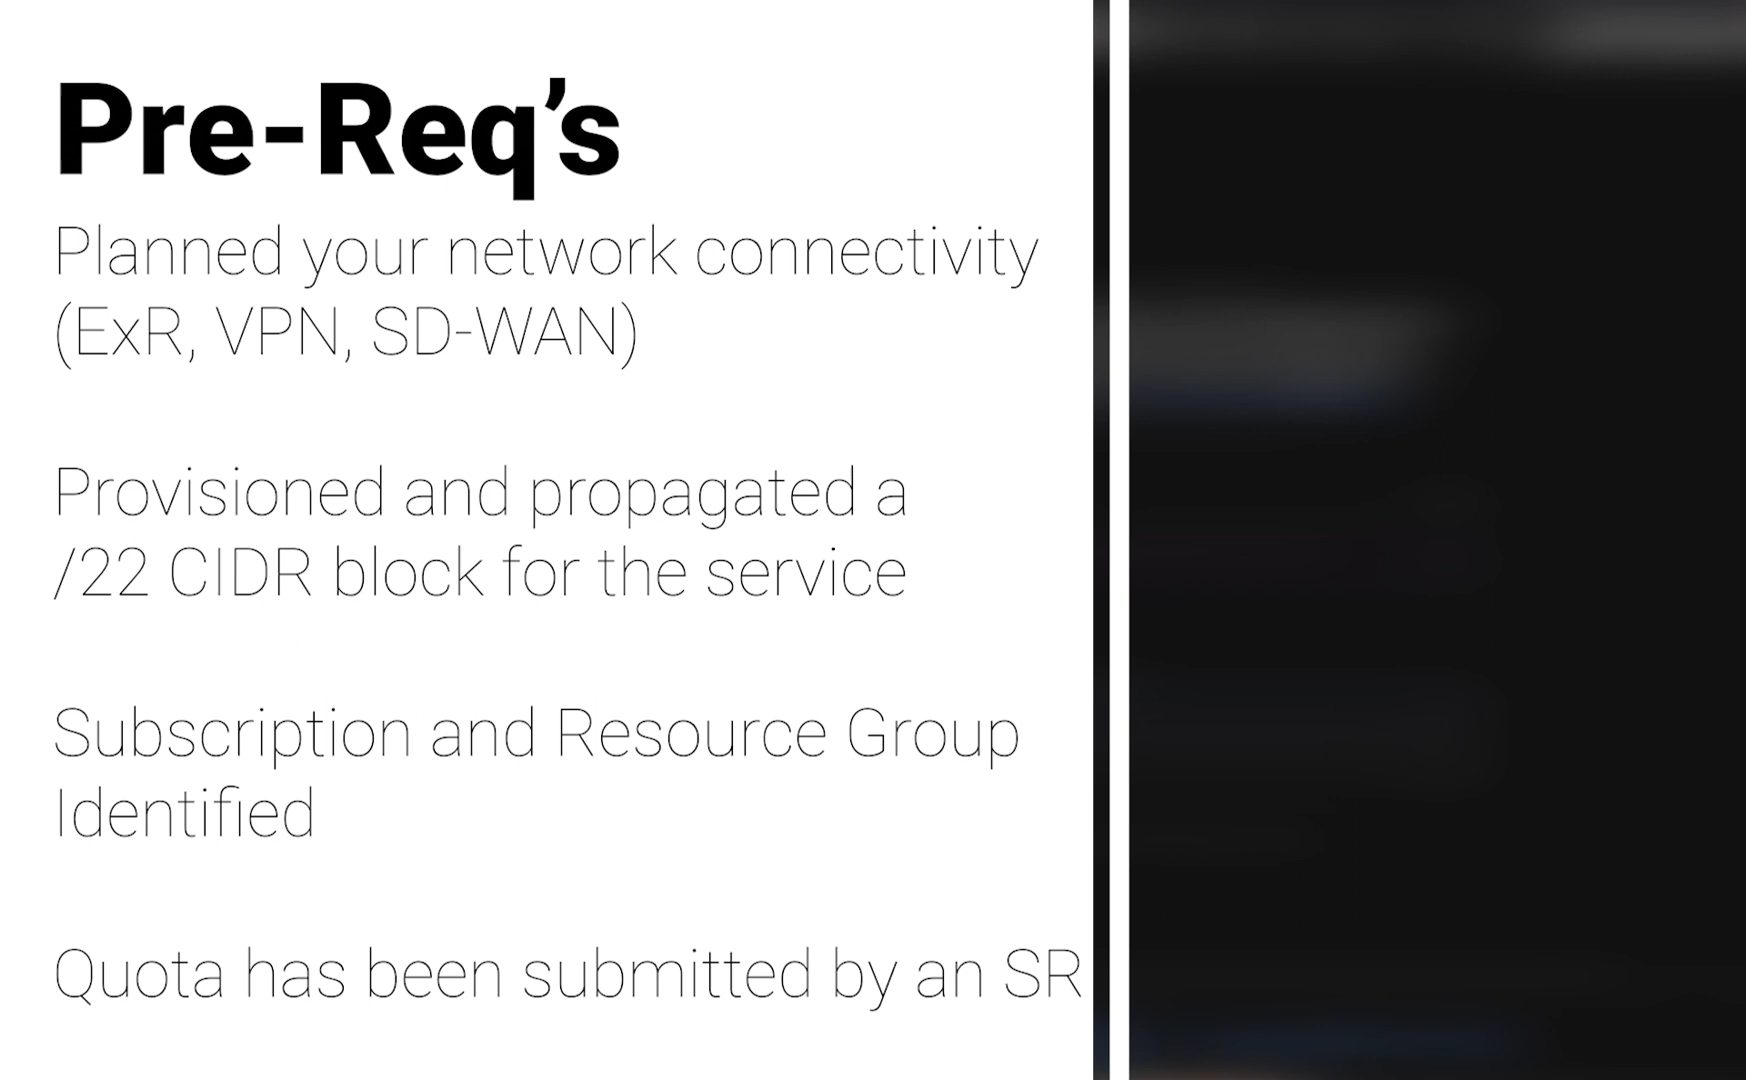 Pre-Req’s
Planned your network connectivity
(ExR, VPN, SD-WAN)
Provisioned and propagated a
/22 CIDR block for the service
Subscription and Resource Group
Identified
Quota has been submitted by an SR